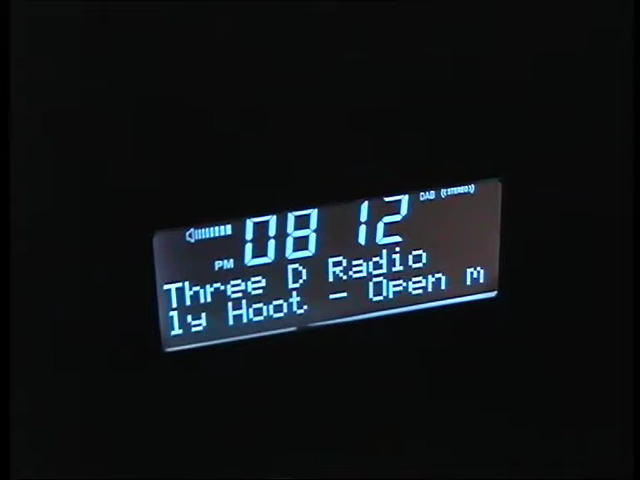 DAB ((STEREO))
PM 08 12
Three D Radio
ly Hoot - Open m